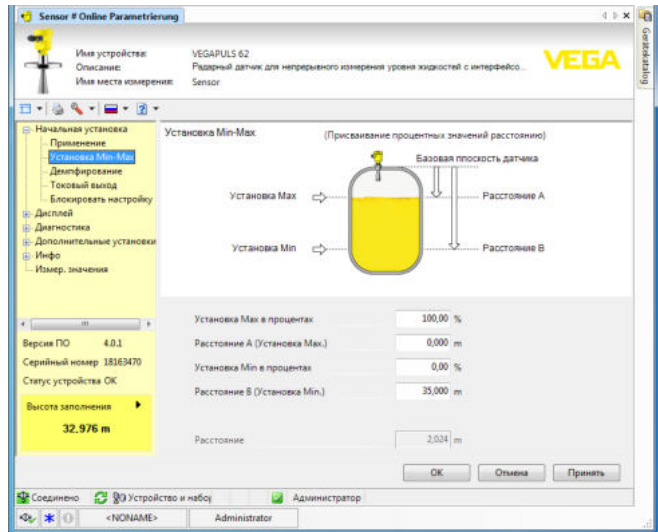 Sensor # Online Parametrierung
Имя устройства: VEGAPULS 62
Описание: Радарный датчик для непрерывного измерения уровня жидкостей с интерфейсо...
Имя места измерения: Sensor
VEGA
Gerätekatalog
Начальная установка
Применение
Установка Min-Max
Демпфирование
Токовый выход
Блокировать настройку
Дисплей
Диагностика
Дополнительные установки
Инфо
Измер. значения
Версия ПО 4.0.1
Серийный номер 18163470
Статус устройства OK
Высота заполнения
32.976 m
Установка Min-Max
(Присваивание процентных значений расстоянию)
Базовая плоскость датчика
Установка Max
Расстояние A
Установка Min
Расстояние B
Установка Max в процентах 100,00 %
Расстояние A (Установка Max.) 0,000 m
Установка Min в процентах 0,00 %
Расстояние B (Установка Min.) 35,000 m
Расстояние 2,024 m
OK Отмена Принять
Соединено Устройство и набој Администратор
<NONAME> Administrator